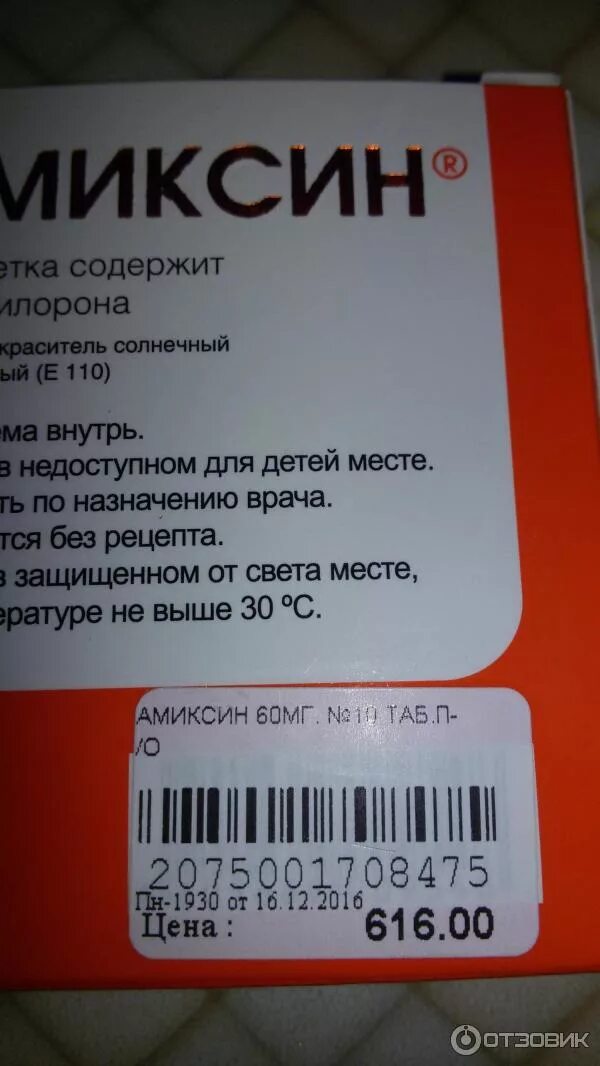 МИКСИН®
етка содержит
илорона
краситель солнечный
ый (Е 110)
ема внутрь.
в недоступном для детей месте.
ть по назначению врача.
тся без рецепта.
в защищенном от света месте,
ературе не выше 30 ºС.
АМИКСИН 60МГ. №10 ТАБ.П-
/О
2075001708475
Пн-1930 от 16.12.2016
Цена : 616.00
ОТЗОВИК